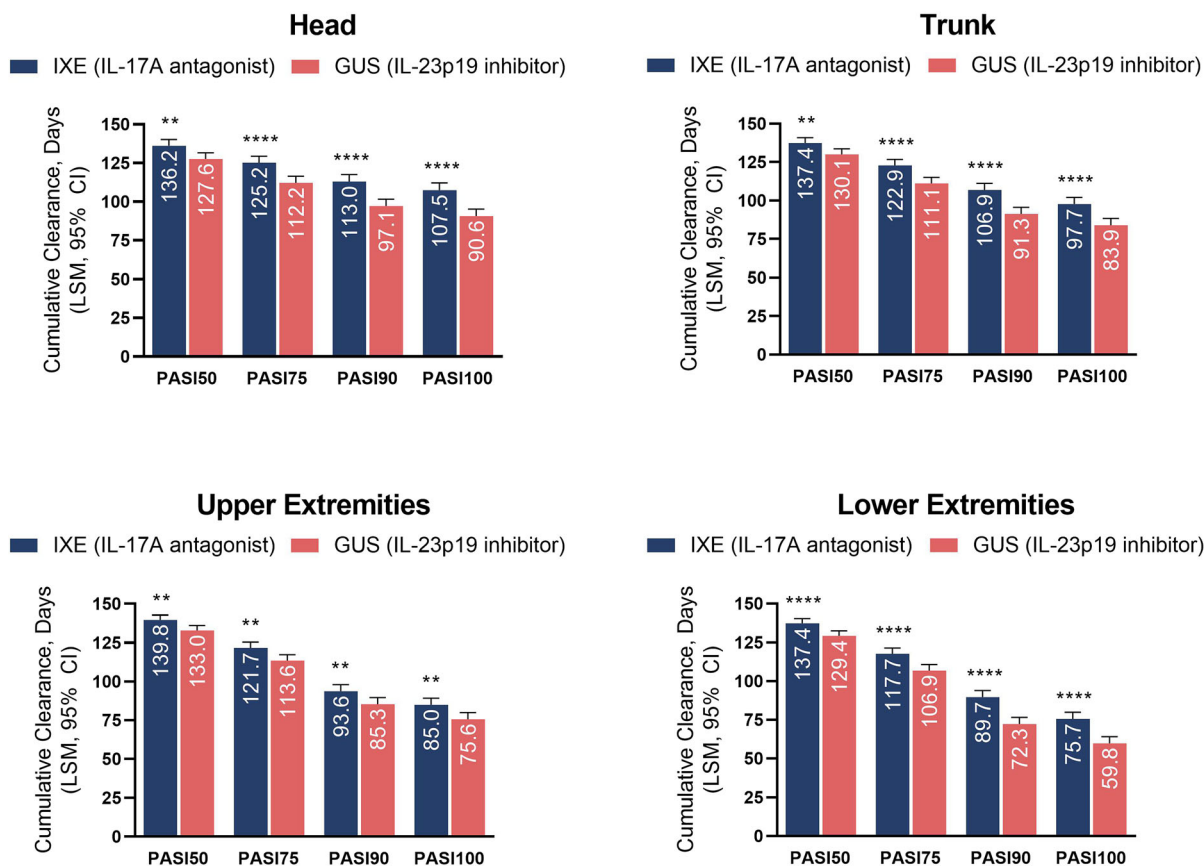 Head
IXE (IL-17A antagonist) GUS (IL-23p19 inhibitor)
Cumulative Clearance, Days
(LSM, 95% CI)
150
125
100
75
50
25
0
** **** **** ****
136.2 127.6 125.2 112.2 113.0 97.1 107.5 90.6
PASI50 PASI75 PASI90 PASI100
Trunk
IXE (IL-17A antagonist) GUS (IL-23p19 inhibitor)
Cumulative Clearance, Days
(LSM, 95% CI)
150
125
100
75
50
25
0
** **** **** ****
137.4 130.1 122.9 111.1 106.9 91.3 97.7 83.9
PASI50 PASI75 PASI90 PASI100
Upper Extremities
IXE (IL-17A antagonist) GUS (IL-23p19 inhibitor)
Cumulative Clearance, Days
(LSM, 95% CI)
150
125
100
75
50
25
0
** ** ** **
139.8 133.0 121.7 113.6 93.6 85.3 85.0 75.6
PASI50 PASI75 PASI90 PASI100
Lower Extremities
IXE (IL-17A antagonist) GUS (IL-23p19 inhibitor)
Cumulative Clearance, Days
(LSM, 95% CI)
150
125
100
75
50
25
0
**** **** **** ****
137.4 129.4 117.7 106.9 89.7 72.3 75.7 59.8
PASI50 PASI75 PASI90 PASI100